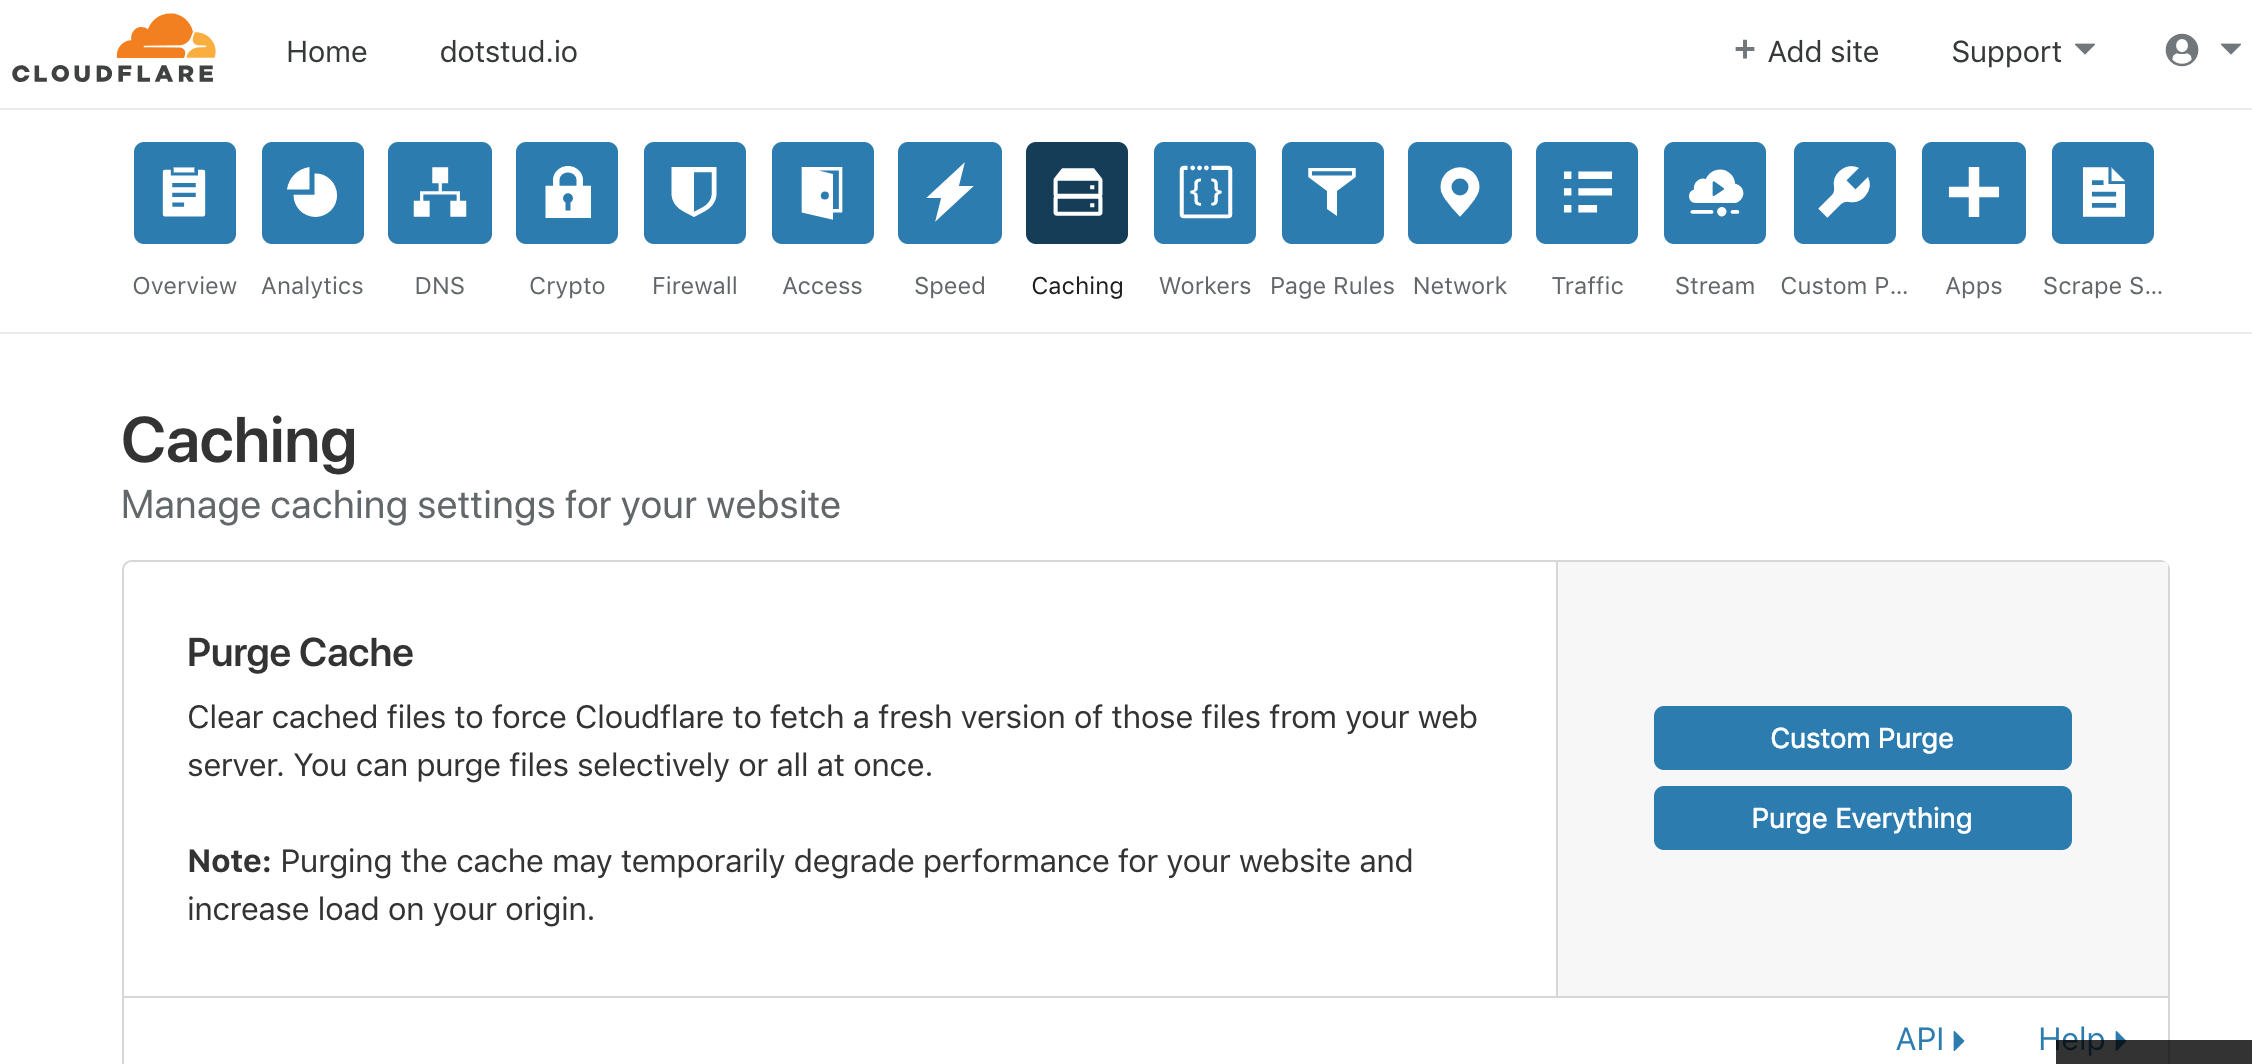 CLOUDFLARE
Home
dotstud.io
+ Add site
Support
Overview
Analytics
DNS
Crypto
Firewall
Access
Speed
Caching
Workers
Page Rules
Network
Traffic
Stream
Custom P...
Apps
Scrape S...
Caching
Manage caching settings for your website
Purge Cache
Clear cached files to force Cloudflare to fetch a fresh version of those files from your web
server. You can purge files selectively or all at once.
Note: Purging the cache may temporarily degrade performance for your website and
increase load on your origin.
Custom Purge
Purge Everything
API
Help